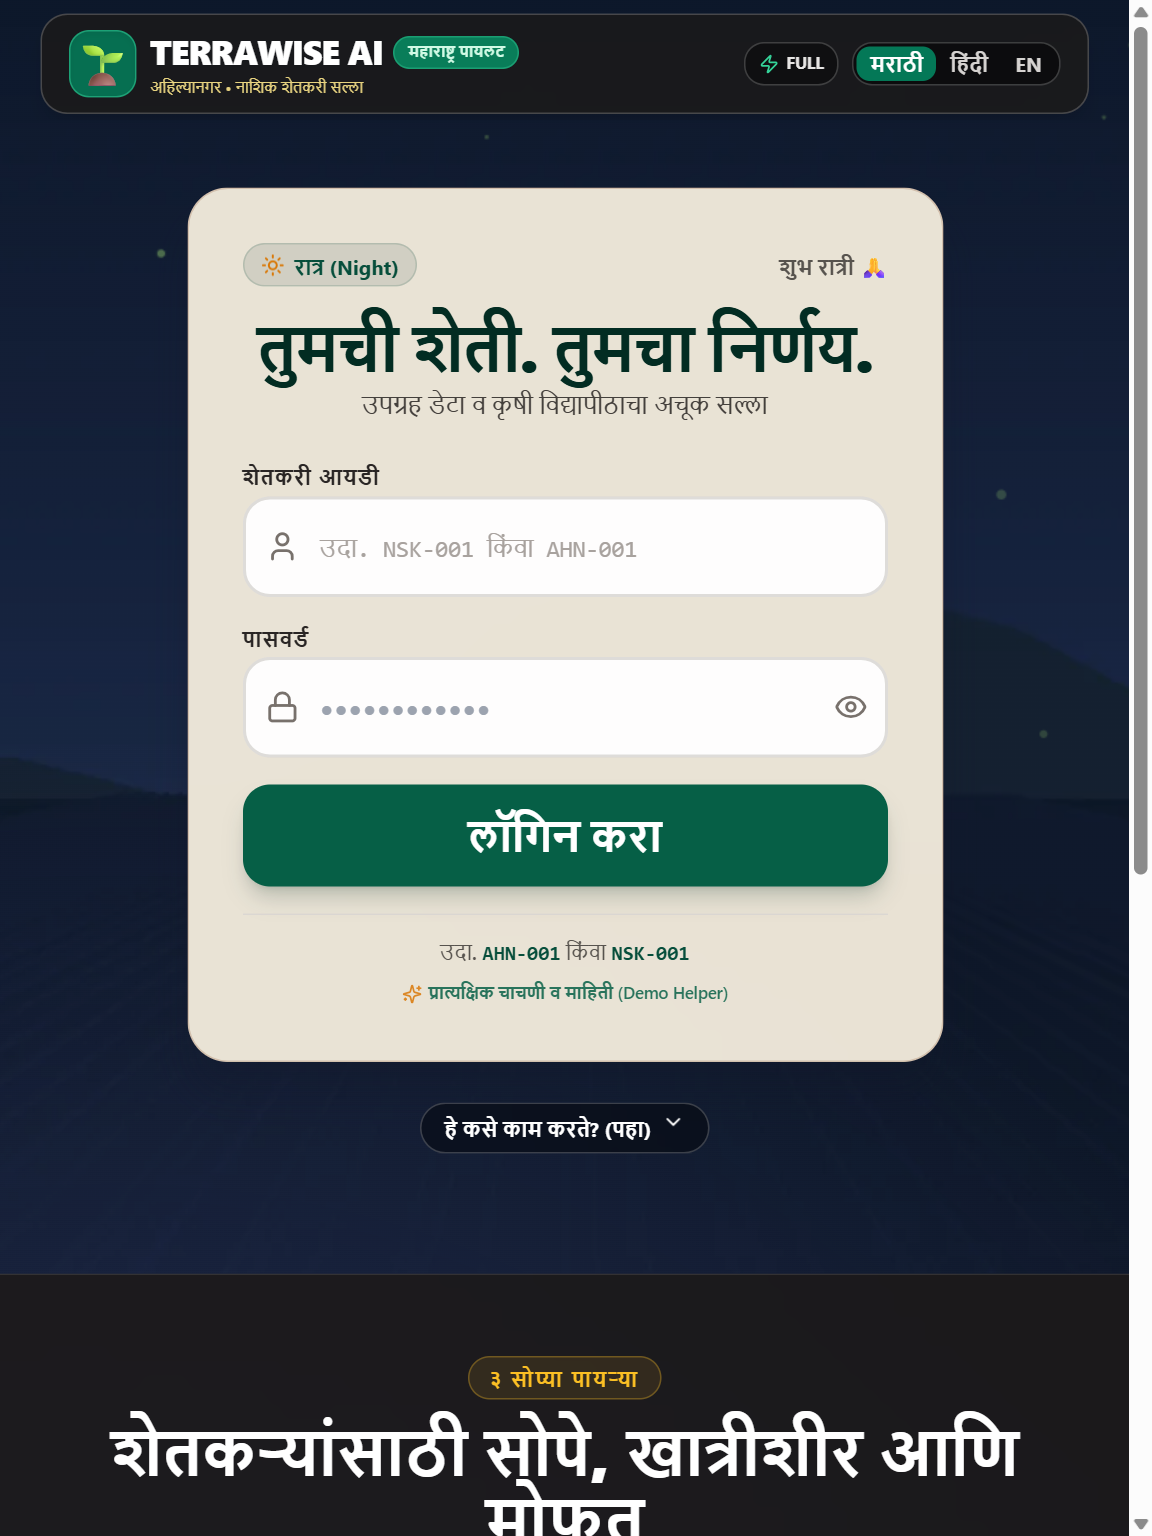 TERRAWISE AI महाराष्ट्र पायलट
अहिल्यानगर • नाशिक शेतकरी सल्ला
FULL
मराठी हिंदी EN
रात्र (Night)
शुभ रात्री 🙏
तुमची शेती. तुमचा निर्णय.
उपग्रह डेटा व कृषी विद्यापीठाचा अचूक सल्ला
शेतकरी आयडी
उदा. NSK-001 किंवा AHN-001
पासवर्ड
••••••••••••
लॉगिन करा
उदा. AHN-001 किंवा NSK-001
प्रात्यक्षिक चाचणी व माहिती (Demo Helper)
हे कसे काम करते? (पहा)
३ सोप्या पायऱ्या
शेतकऱ्यांसाठी सोपे, खात्रीशीर आणि
मोफत